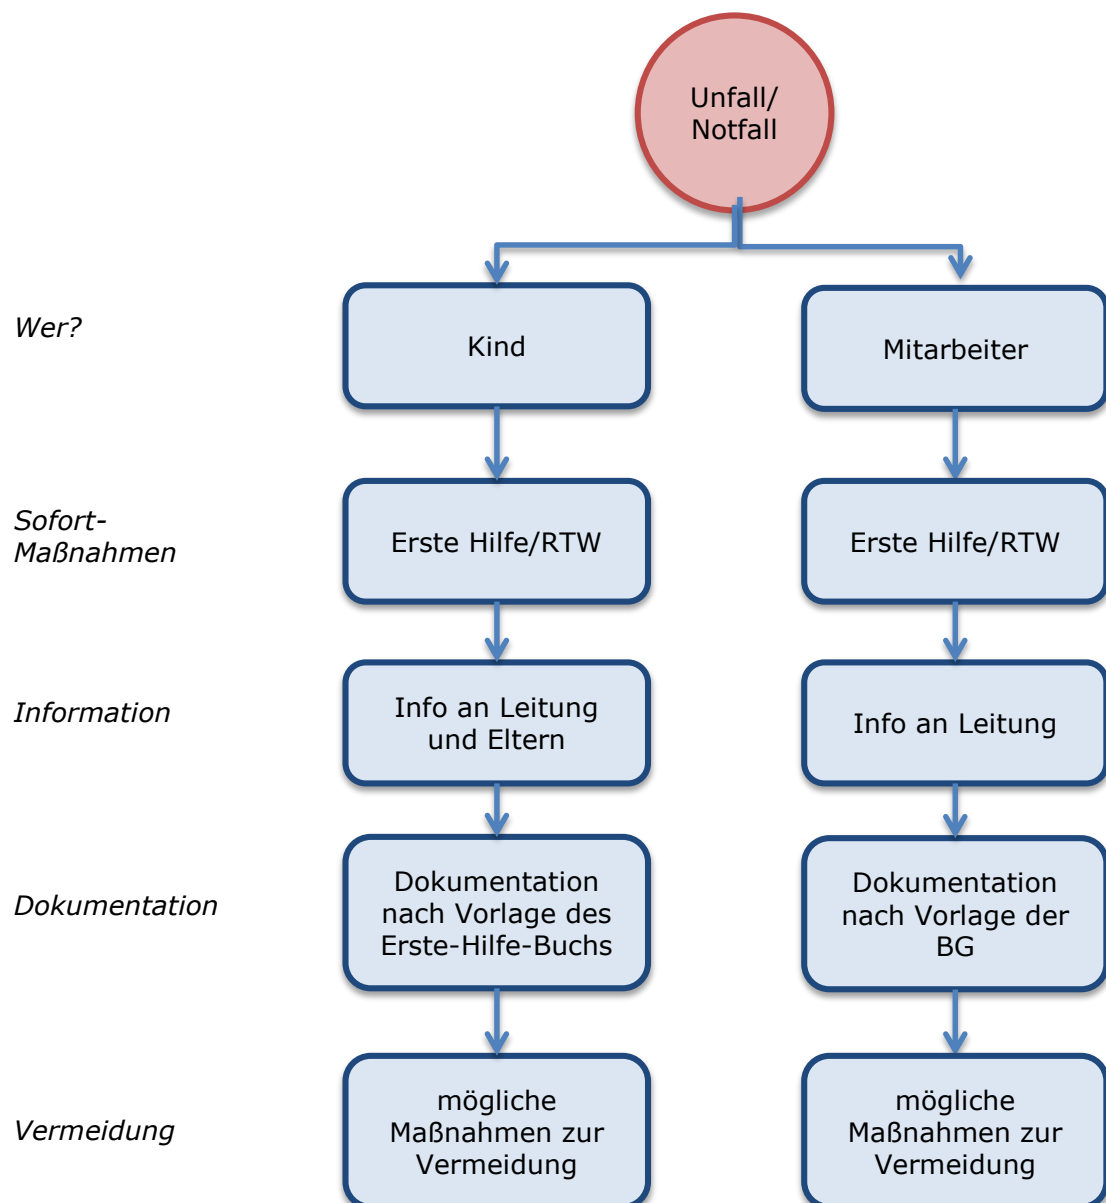 Unfall/
Notfall
Wer?
Kind
Mitarbeiter
Sofort-
Maßnahmen
Erste Hilfe/RTW
Erste Hilfe/RTW
Information
Info an Leitung
und Eltern
Info an Leitung
Dokumentation
Dokumentation
nach Vorlage des
Erste-Hilfe-Buchs
Dokumentation
nach Vorlage der
BG
Vermeidung
mögliche
Maßnahmen zur
Vermeidung
mögliche
Maßnahmen zur
Vermeidung